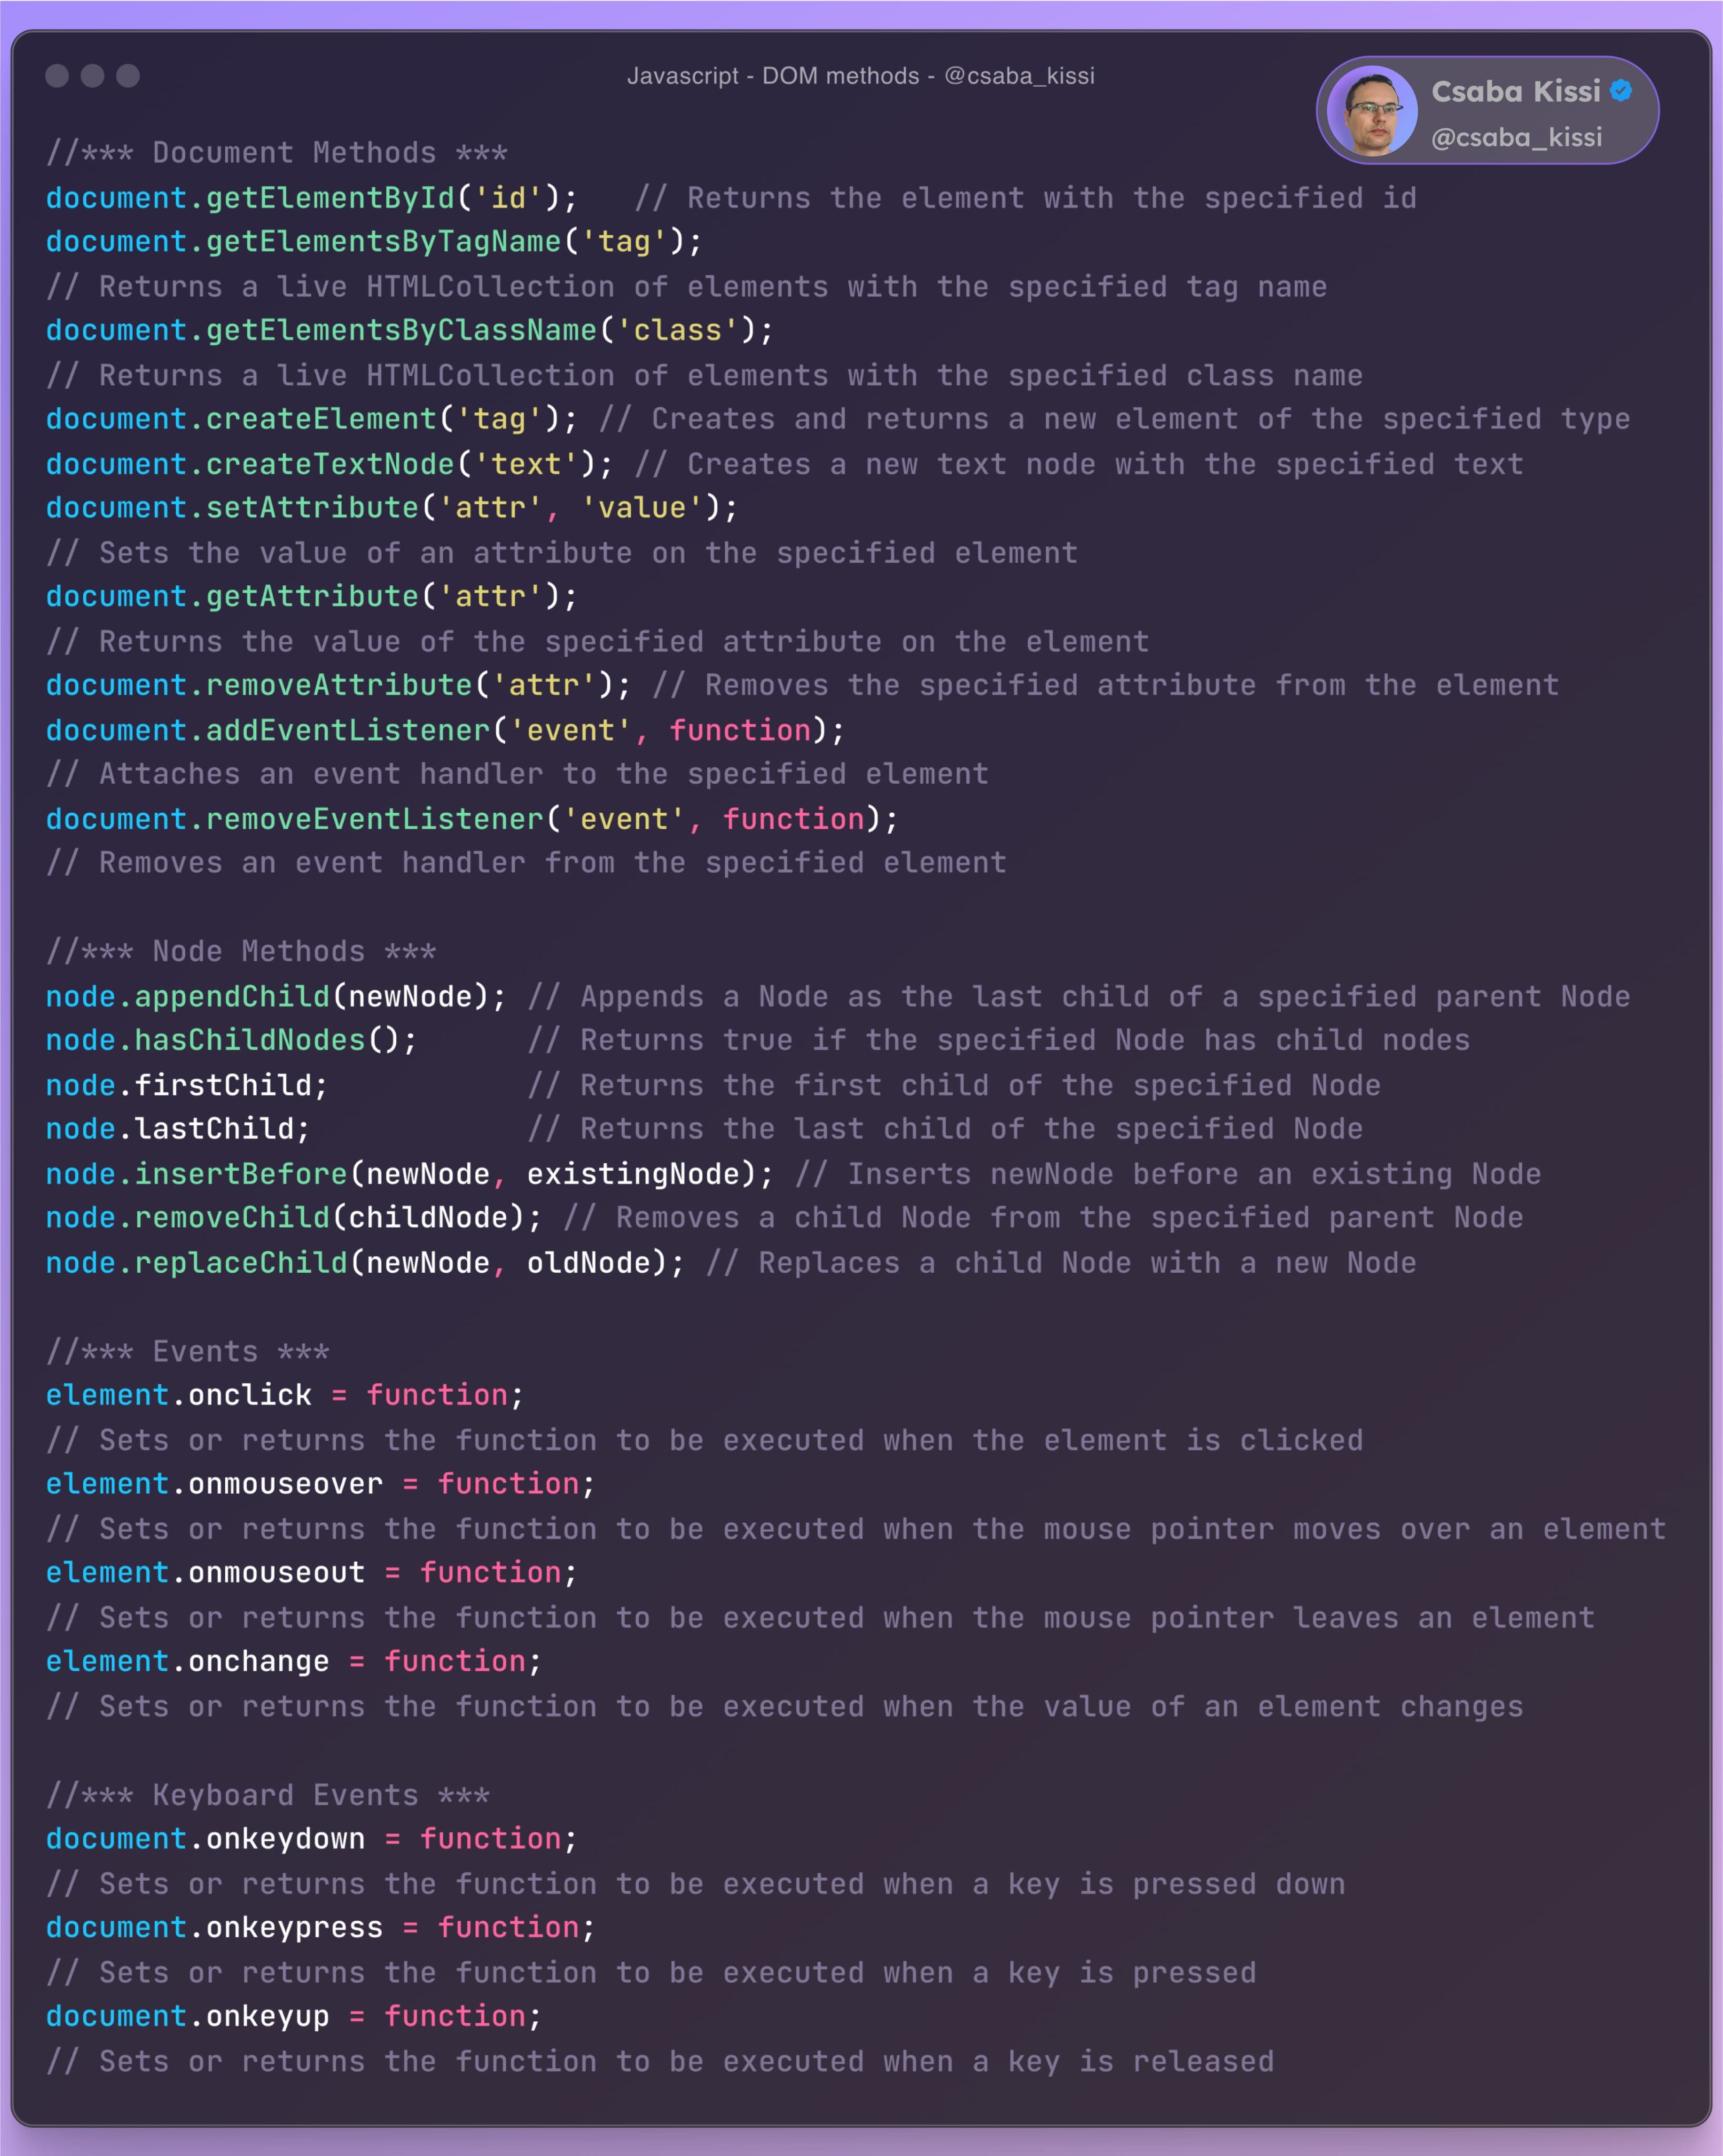 Javascript - DOM methods - @csaba_kissi
Csaba Kissi
@csaba_kissi
//*** Document Methods ***
document.getElementById('id');   // Returns the element with the specified id
document.getElementsByTagName('tag');
// Returns a live HTMLCollection of elements with the specified tag name
document.getElementsByClassName('class');
// Returns a live HTMLCollection of elements with the specified class name
document.createElement('tag'); // Creates and returns a new element of the specified type
document.createTextNode('text'); // Creates a new text node with the specified text
document.setAttribute('attr', 'value');
// Sets the value of an attribute on the specified element
document.getAttribute('attr');
// Returns the value of the specified attribute on the element
document.removeAttribute('attr'); // Removes the specified attribute from the element
document.addEventListener('event', function);
// Attaches an event handler to the specified element
document.removeEventListener('event', function);
// Removes an event handler from the specified element
//*** Node Methods ***
node.appendChild(newNode); // Appends a Node as the last child of a specified parent Node
node.hasChildNodes();      // Returns true if the specified Node has child nodes
node.firstChild;           // Returns the first child of the specified Node
node.lastChild;            // Returns the last child of the specified Node
node.insertBefore(newNode, existingNode); // Inserts newNode before an existing Node
node.removeChild(childNode); // Removes a child Node from the specified parent Node
node.replaceChild(newNode, oldNode); // Replaces a child Node with a new Node
//*** Events ***
element.onclick = function;
// Sets or returns the function to be executed when the element is clicked
element.onmouseover = function;
// Sets or returns the function to be executed when the mouse pointer moves over an element
element.onmouseout = function;
// Sets or returns the function to be executed when the mouse pointer leaves an element
element.onchange = function;
// Sets or returns the function to be executed when the value of an element changes
//*** Keyboard Events ***
document.onkeydown = function;
// Sets or returns the function to be executed when a key is pressed down
document.onkeypress = function;
// Sets or returns the function to be executed when a key is pressed
document.onkeyup = function;
// Sets or returns the function to be executed when a key is released